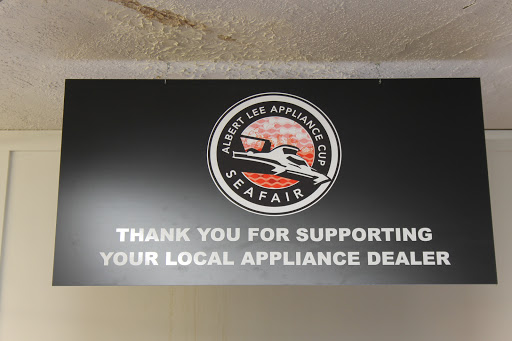 ALBERT LEE APPLIANCE CUP
SEAFAIR
THANK YOU FOR SUPPORTING
YOUR LOCAL APPLIANCE DEALER